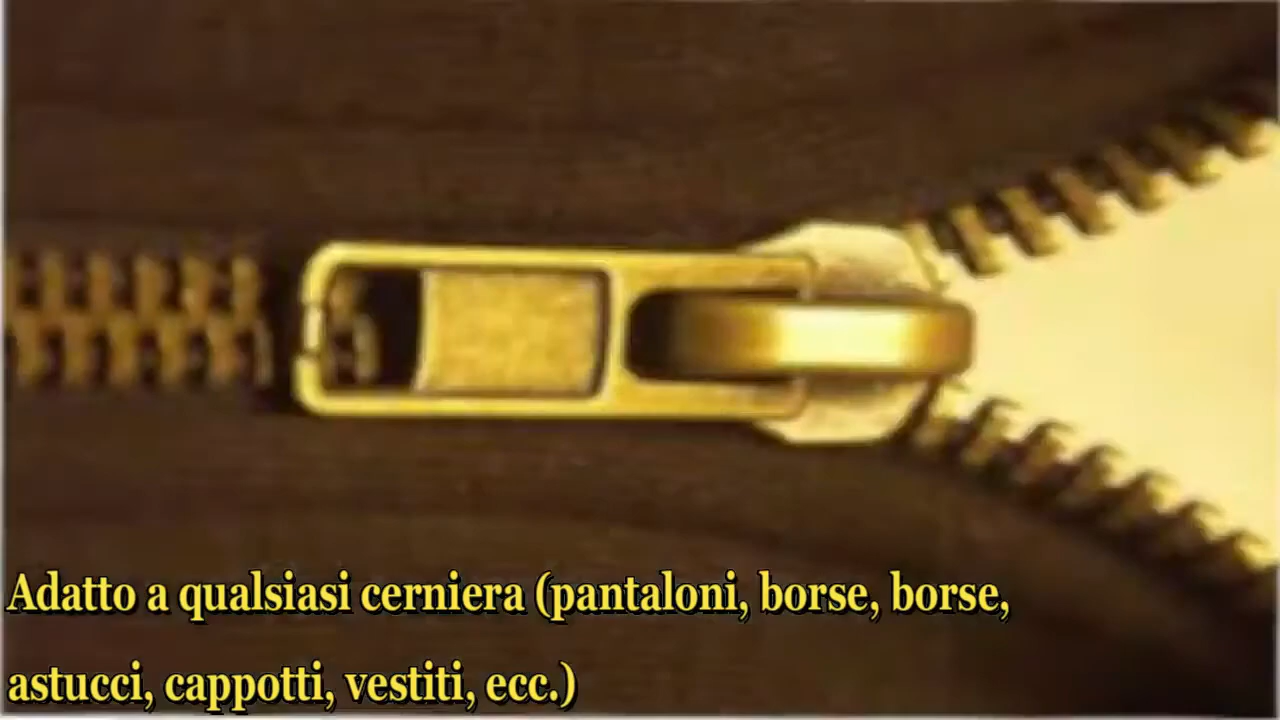 Adatto a qualsiasi cerniera (pantaloni, borse, borse,
astucci, cappotti, vestiti, ecc.)